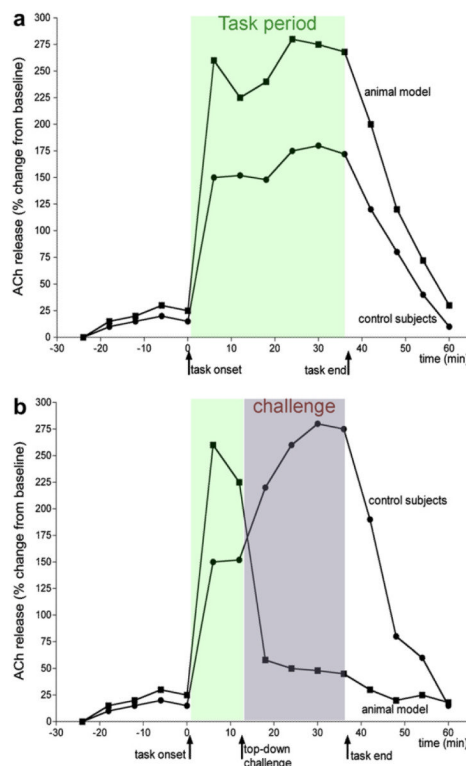 a
Task period
ACh release (% change from baseline)
300
275
250
225
200
175
150
125
100
75
50
25
0
animal model
control subjects
-30 -20 -10 0 10 20 30 40 50 60
time (min)
task onset
task end
b
challenge
ACh release (% change from baseline)
300
275
250
225
200
175
150
125
100
75
50
25
0
control subjects
animal model
-30 -20 -10 0 10 20 30 40 50 60
time (min)
task onset
top-down
challenge
task end